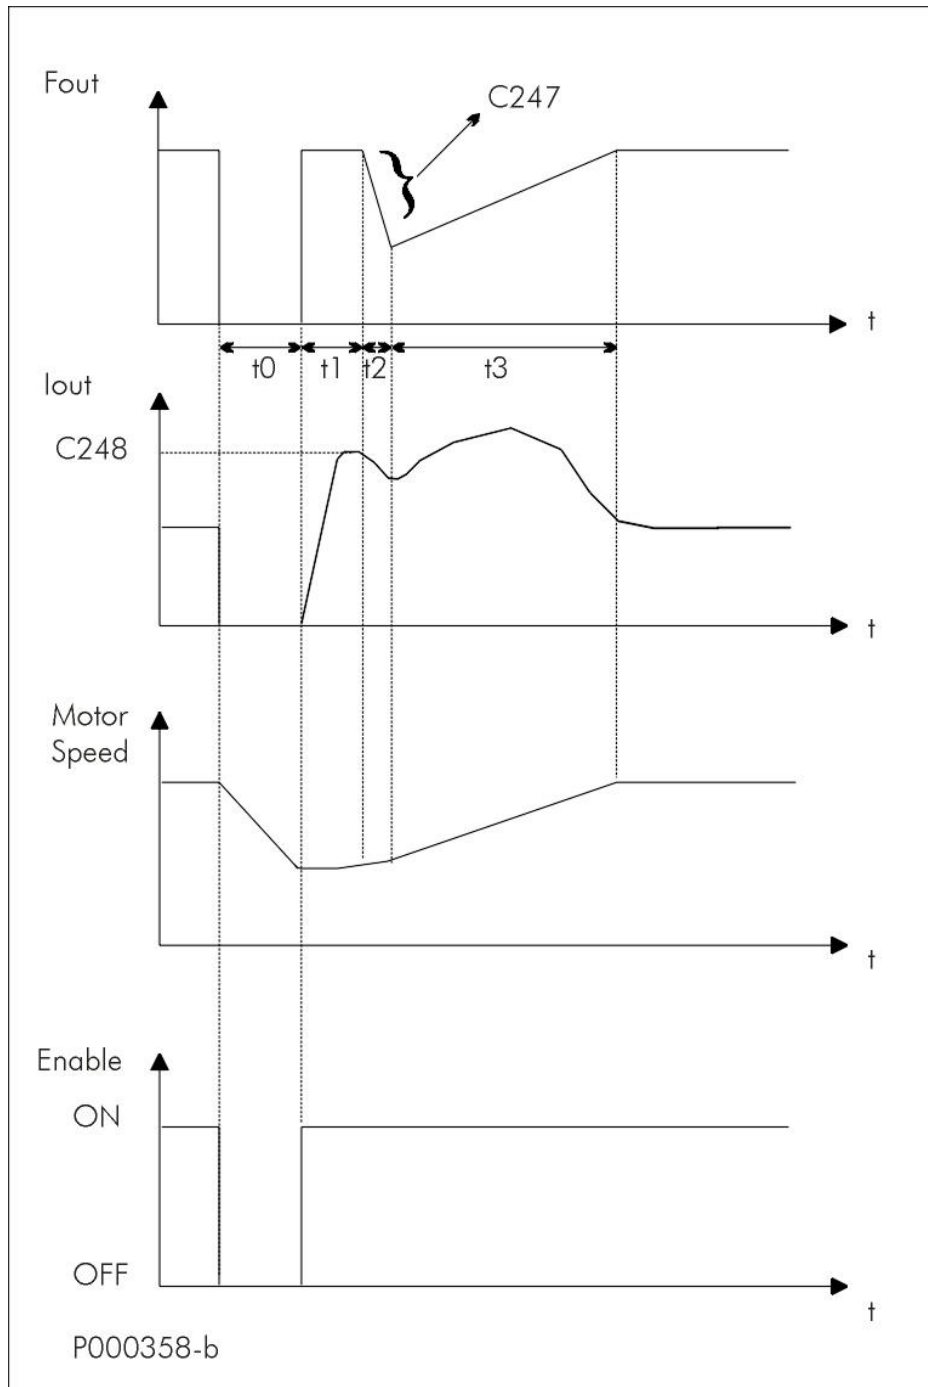 Fout
C247
t
t0 t1 t2 t3
Iout
C248
t
Motor
Speed
t
Enable
ON
OFF
t
P000358-b